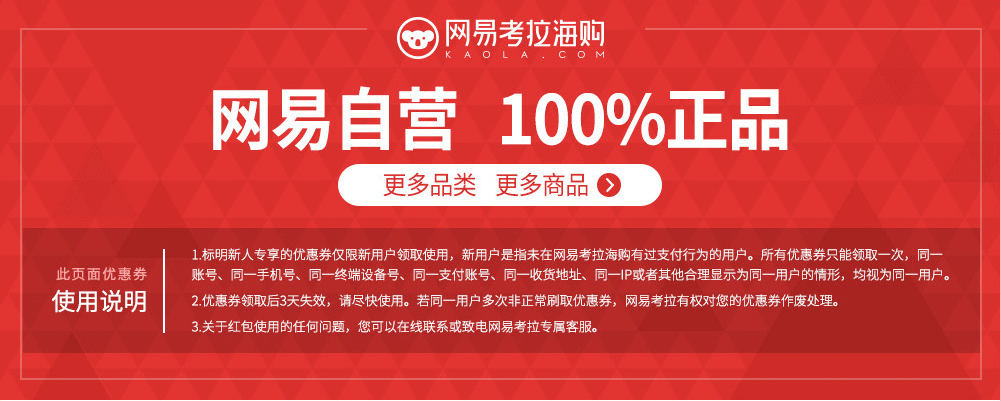 网易考拉海购
KAOLA.COM
网易自营 100%正品
更多品类 更多商品
此页面优惠券
使用说明
1.标明新人专享的优惠券仅限新用户领取使用，新用户是指未在网易考拉海购有过支付行为的用户。所有优惠券只能领取一次，同一
账号、同一手机号、同一终端设备号、同一支付账号、同一收货地址、同一IP或者其他合理显示为同一用户的情形，均视为同一用户。
2.优惠券领取后3天失效，请尽快使用。若同一用户多次非正常刷取优惠券，网易考拉有权对您的优惠券作废处理。
3.关于红包使用的任何问题，您可以在线联系或致电网易考拉专属客服。